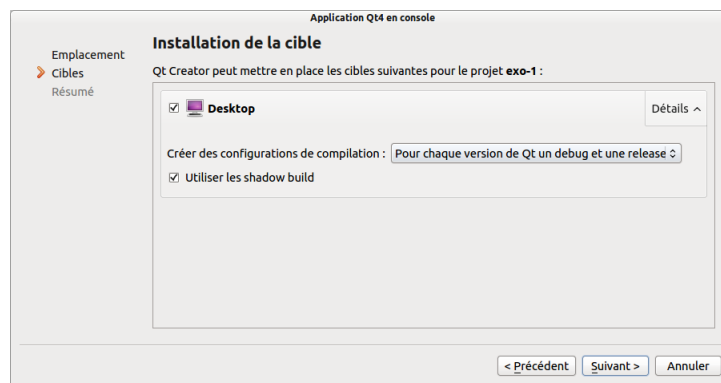 Application Qt4 en console
Emplacement
Cibles
Résumé
Installation de la cible
Qt Creator peut mettre en place les cibles suivantes pour le projet exo-1 :
Desktop
Détails
Créer des configurations de compilation : Pour chaque version de Qt un debug et une release
Utiliser les shadow build
< Précédent Suivant > Annuler